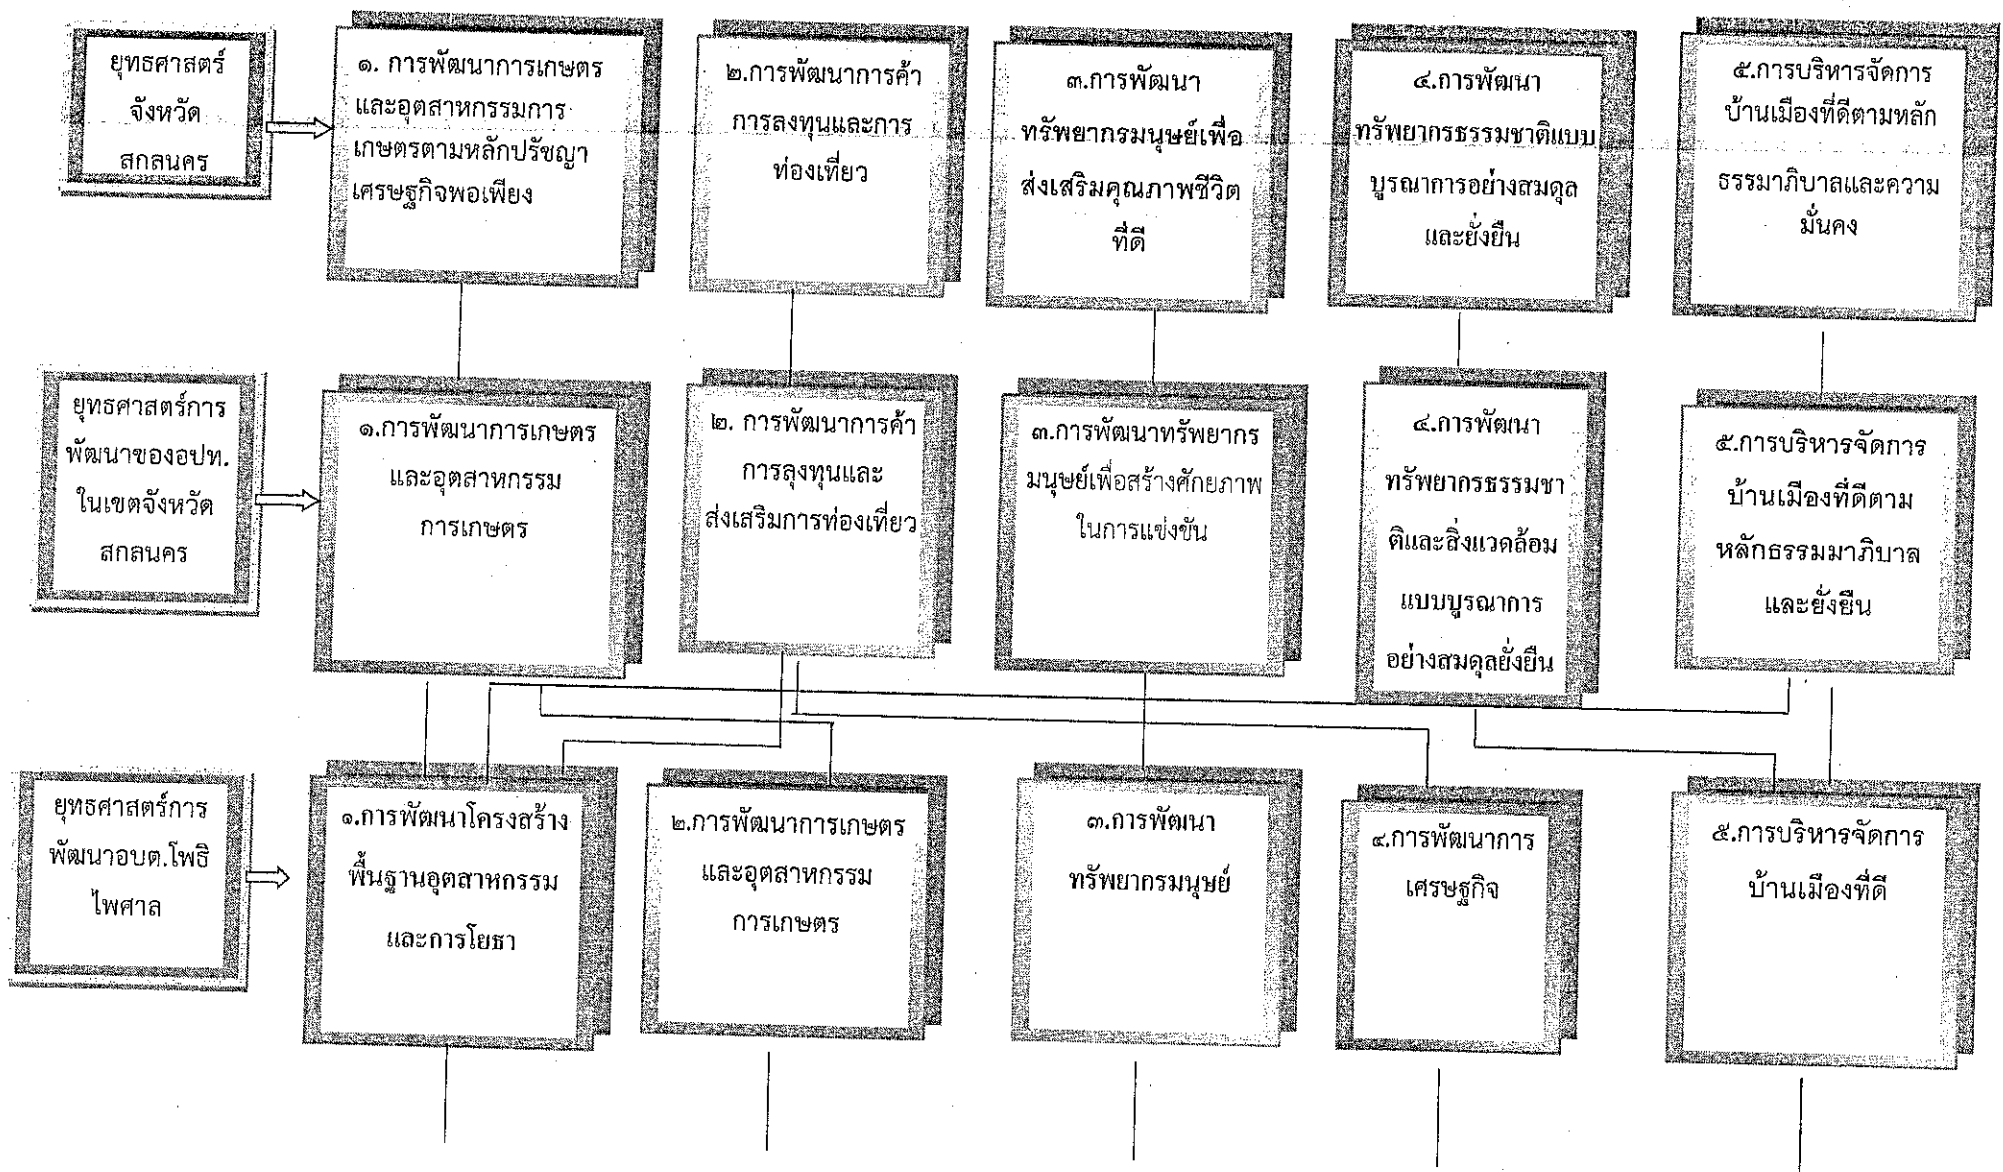 ยุทธศาสตร์
จังหวัด
สกลนคร
๑. การพัฒนาการเกษตร
และอุตสาหกรรมการ
เกษตรตามหลักปรัชญา
เศรษฐกิจพอเพียง
๒.การพัฒนาการค้า
การลงทุนและการ
ท่องเที่ยว
๓.การพัฒนา
ทรัพยากรมนุษย์เพื่อ
ส่งเสริมคุณภาพชีวิต
ที่ดี
๔.การพัฒนา
ทรัพยากรธรรมชาติแบบ
บูรณาการอย่างสมดุล
และยั่งยืน
๕.การบริหารจัดการ
บ้านเมืองที่ดีตามหลัก
ธรรมาภิบาลและความ
มั่นคง
ยุทธศาสตร์การ
พัฒนาของอปท.
ในเขตจังหวัด
สกลนคร
๑.การพัฒนาการเกษตร
และอุตสาหกรรม
การเกษตร
๒. การพัฒนาการค้า
การลุงทุนและ
ส่งเสริมการท่องเที่ยว
๓.การพัฒนาทรัพยากร
มนุษย์เพื่อสร้างศักยภาพ
ในการแข่งขัน
๔.การพัฒนา
ทรัพยากรธรรมชา
ติและสิ่งแวดล้อม
แบบบูรณาการ
อย่างสมดุลยั่งยืน
๕.การบริหารจัดการ
บ้านเมืองที่ดีตาม
หลักธรรมมาภิบาล
และยั่งยืน
ยุทธศาสตร์การ
พัฒนาอบต.โพธิ
ไพศาล
๑.การพัฒนาโครงสร้าง
พื้นฐานอุตสาหกรรม
และการโยธา
๒.การพัฒนาการเกษตร
และอุตสาหกรรม
การเกษตร
๓.การพัฒนา
ทรัพยากรมนุษย์
๔.การพัฒนาการ
เศรษฐกิจ
๕.การบริหารจัดการ
บ้านเมืองที่ดี